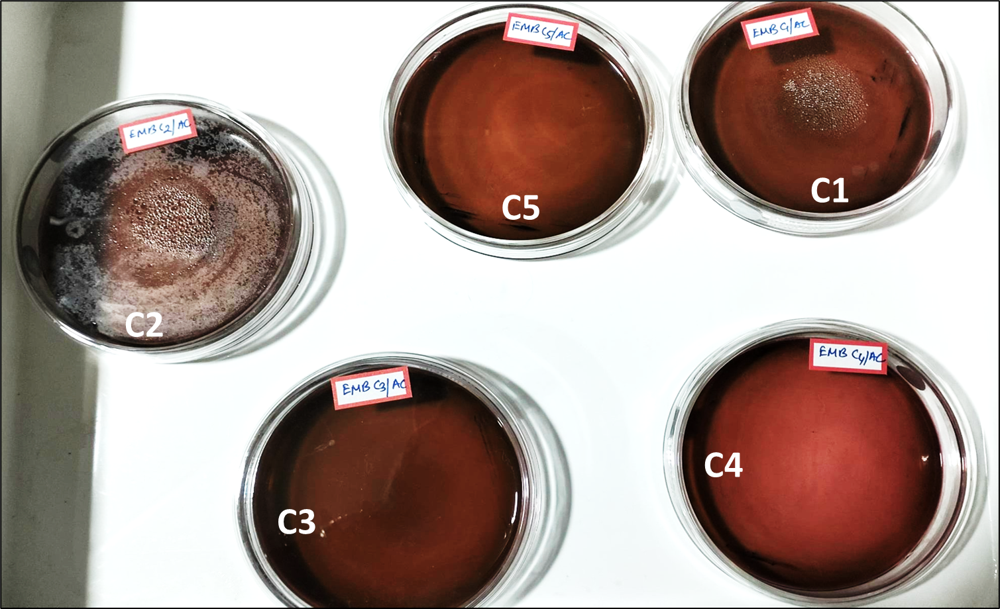 EMB C5/AC
EMB C1/AC
EMB C2/AC
C5
C1
C2
EMB C3/AC
EMB C4/AC
C3
C4